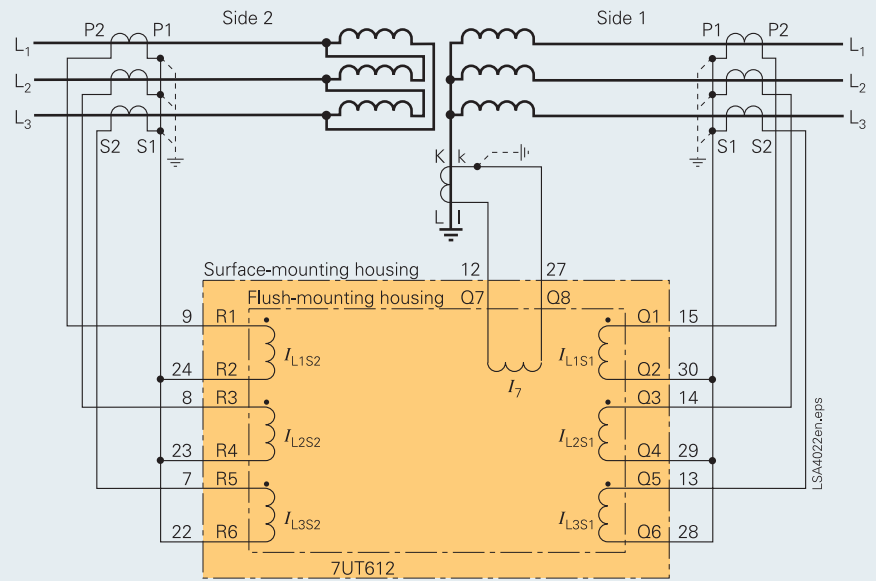 Side 2
Side 1
P2 P1
P1 P2
L1
L1
L2
L2
L3
L3
S2 S1
S1 S2
K k
L l
Surface-mounting housing 12 27
Flush-mounting housing Q7 Q8
9 R1
Q1 15
IL1S2
I7
IL1S1
24 R2
Q2 30
8 R3
Q3 14
IL2S2
IL2S1
23 R4
Q4 29
7 R5
Q5 13
IL3S2
IL3S1
22 R6
Q6 28
7UT612
LSA4022en.eps